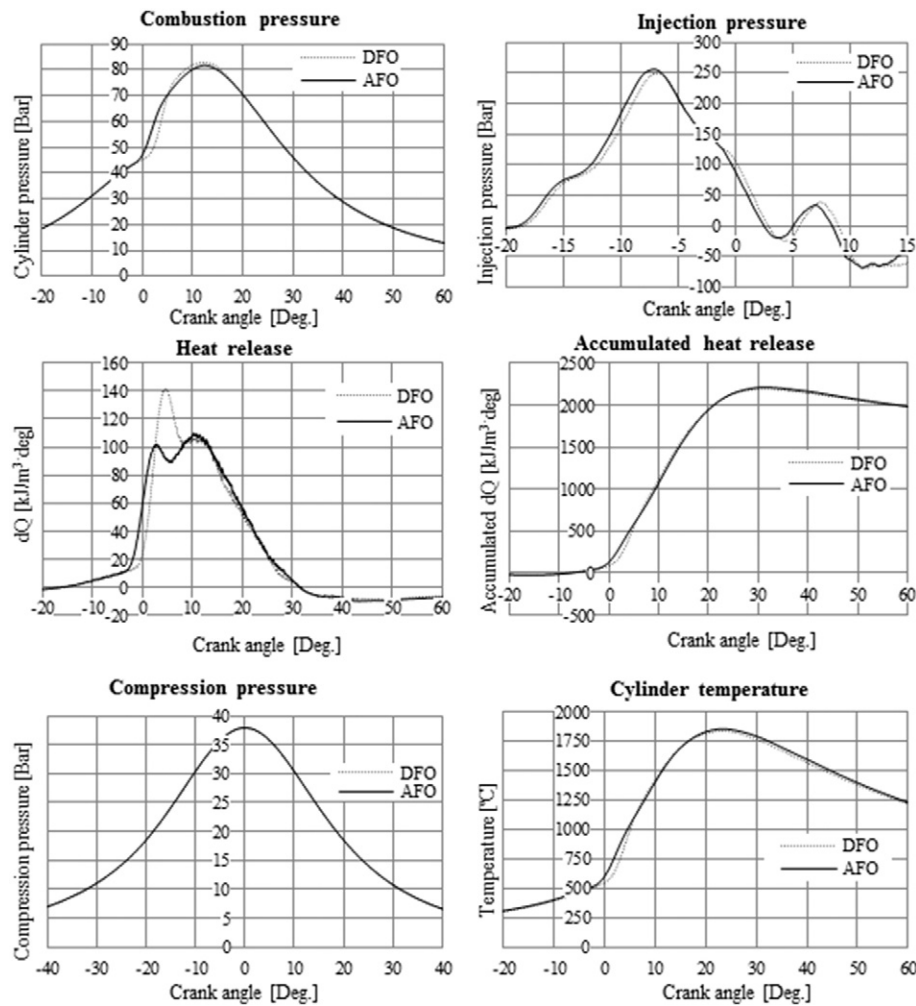 Combustion pressure
90
80
70
60
50
40
30
20
10
0
Cylinder pressure [Bar]
DFO
AFO
-20 -10 0 10 20 30 40 50 60
Crank angle [Deg.]
Injection pressure
300
250
200
150
100
50
0
-50
-100
Injection pressure [Bar]
DFO
AFO
-20 -15 -10 -5 0 5 10 15
Crank angle [Deg.]
Heat release
160
140
120
100
80
60
40
20
0
-20
dQ [kJ/m³·deg]
DFO
AFO
-20 -10 0 10 20 30 40 50 60
Crank angle [Deg.]
Accumulated heat release
2500
2000
1500
1000
500
0
-500
Accumulated dQ [kJ/m³·deg]
DFO
AFO
-20 -10 0 10 20 30 40 50 60
Crank angle [Deg.]
Compression pressure
40
35
30
25
20
15
10
5
0
Compression pressure [Bar]
DFO
AFO
-40 -30 -20 -10 0 10 20 30 40
Crank angle [Deg.]
Cylinder temperature
2000
1750
1500
1250
1000
750
500
250
0
Temperature [°C]
DFO
AFO
-20 -10 0 10 20 30 40 50 60
Crank angle [Deg.]